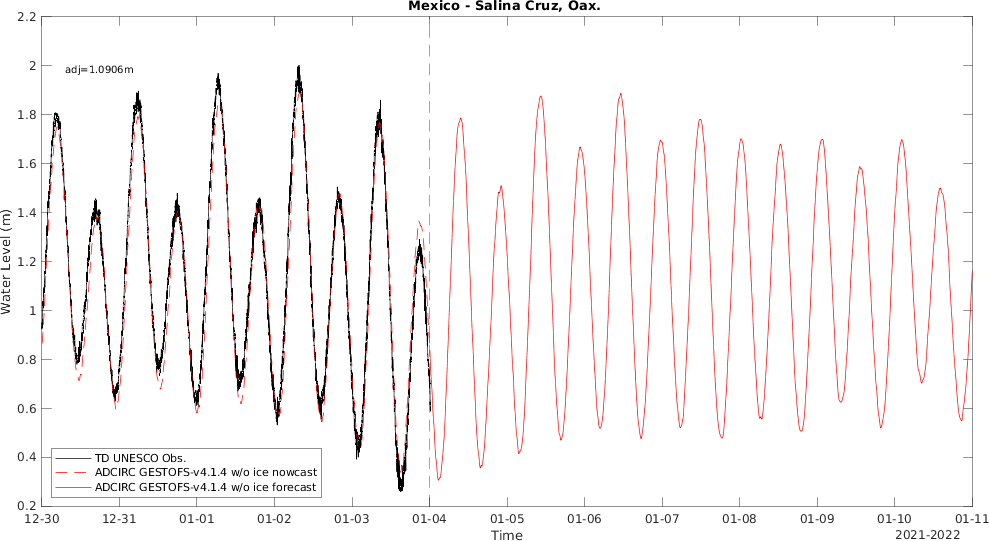 Mexico - Salina Cruz, Oax.
2.2
2
1.8
1.6
1.4
1.2
1
0.8
0.6
0.4
0.2
Water Level (m)
adj=1.0906m
TD UNESCO Obs.
ADCIRC GESTOFS-v4.1.4 w/o ice nowcast
ADCIRC GESTOFS-v4.1.4 w/o ice forecast
12-30 12-31 01-01 01-02 01-03 01-04 01-05 01-06 01-07 01-08 01-09 01-10 01-11
Time
2021-2022